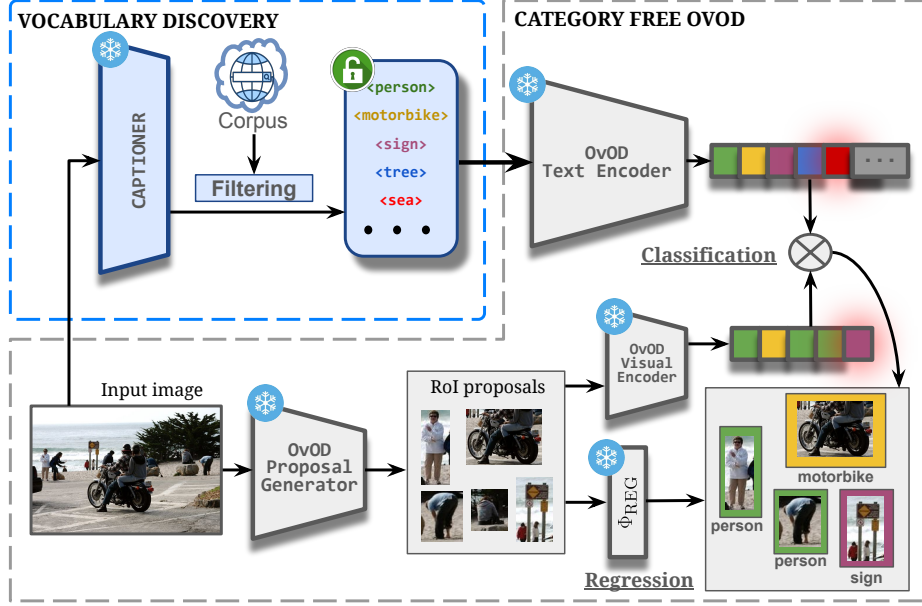 VOCABULARY DISCOVERY
CATEGORY FREE OVOD
CAPTIONER
Corpus
Filtering
<person>
<motorbike>
<sign>
<tree>
<sea>
OvOD
Text Encoder
Classification
Input image
OvOD
Proposal
Generator
RoI proposals
OvOD
Visual
Encoder
ΦREG
Regression
motorbike
person
person
sign